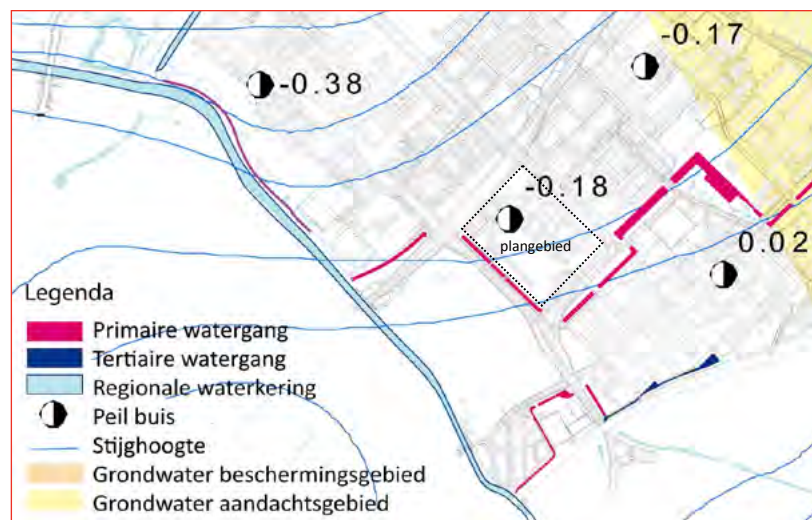 -0.17
-0.38
-0.18
plangebied
0.02
Legenda
Primaire watergang
Tertiaire watergang
Regionale waterkering
Peil buis
Stijghoogte
Grondwater beschermingsgebied
Grondwater aandachtsgebied